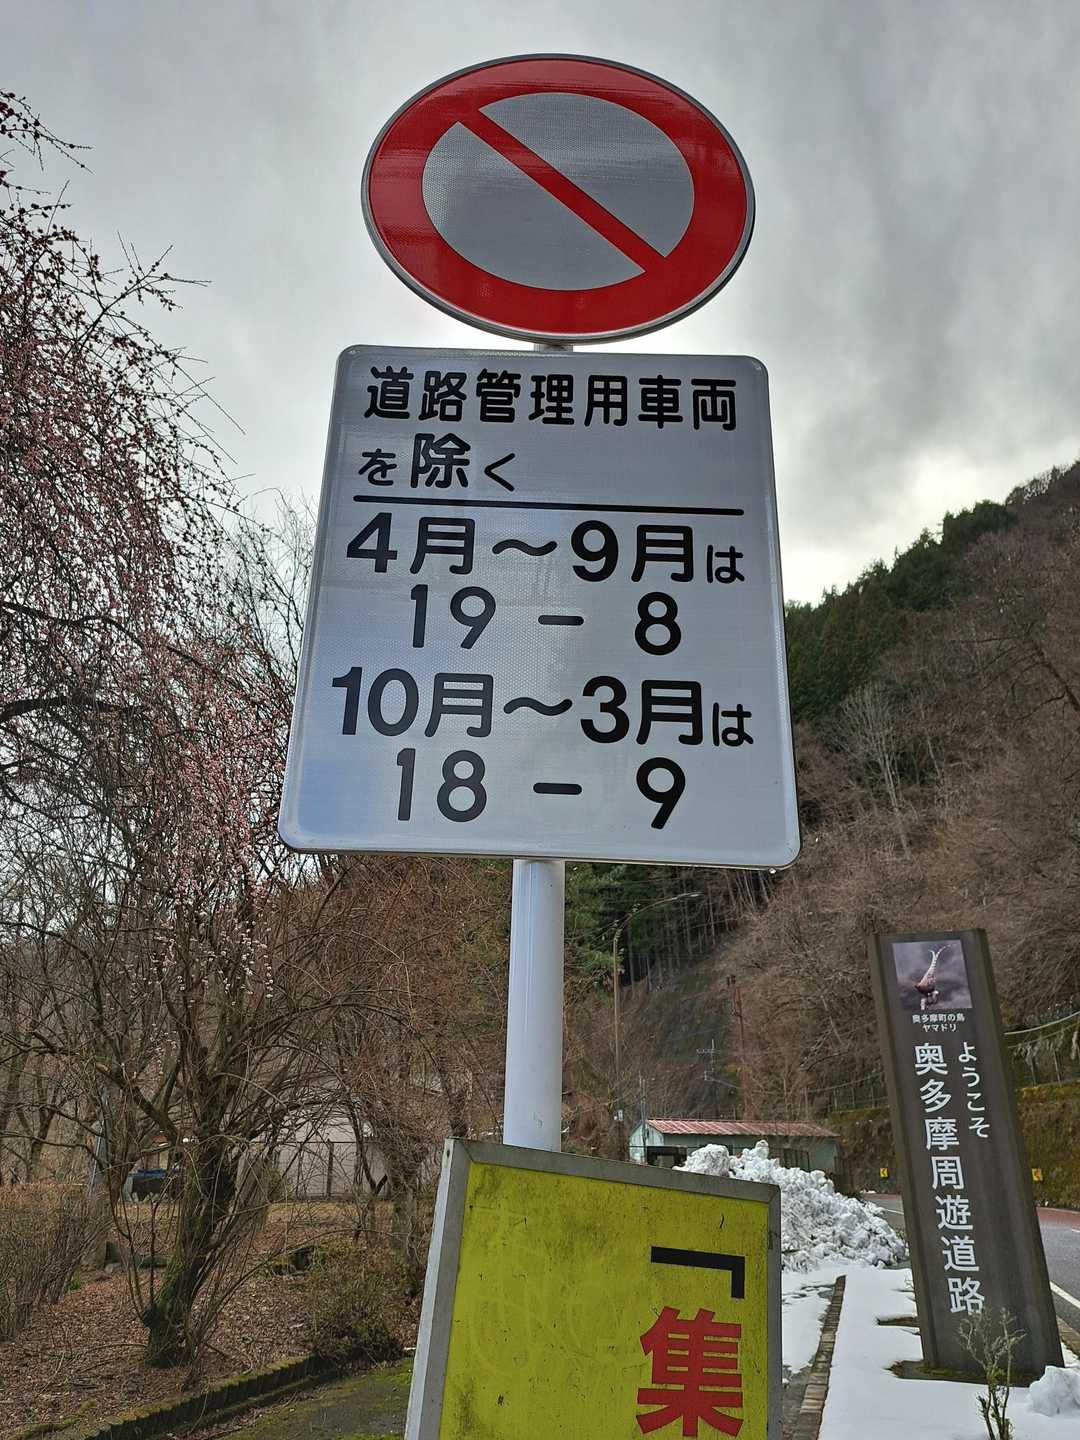 道路管理用車両
を除く
4月～9月は
19－8
10月～3月は
18－9
奥多摩町の鳥
ヤマドリ
ようこそ
奥多摩周遊道路
「集